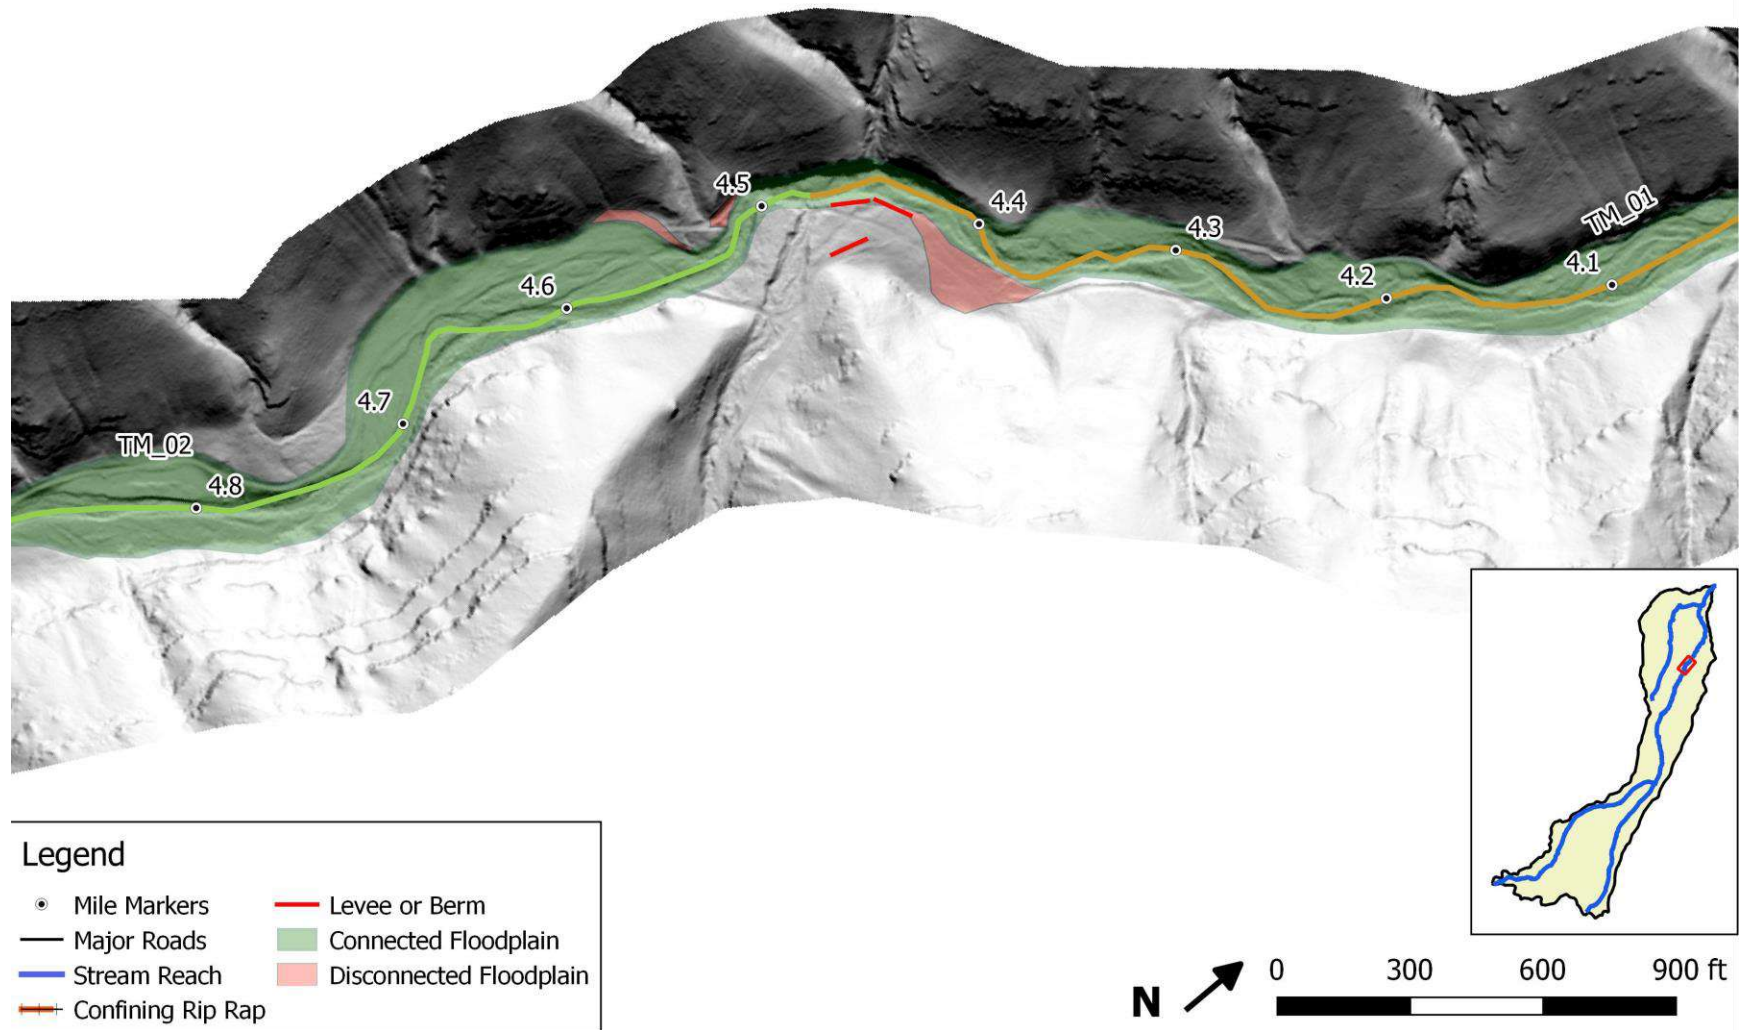 4.5
4.4
4.3
TM_01
4.2
4.1
4.6
4.7
TM_02
4.8
Legend
Mile Markers
Major Roads
Stream Reach
Confining Rip Rap
Levee or Berm
Connected Floodplain
Disconnected Floodplain
N
0 300 600 900 ft